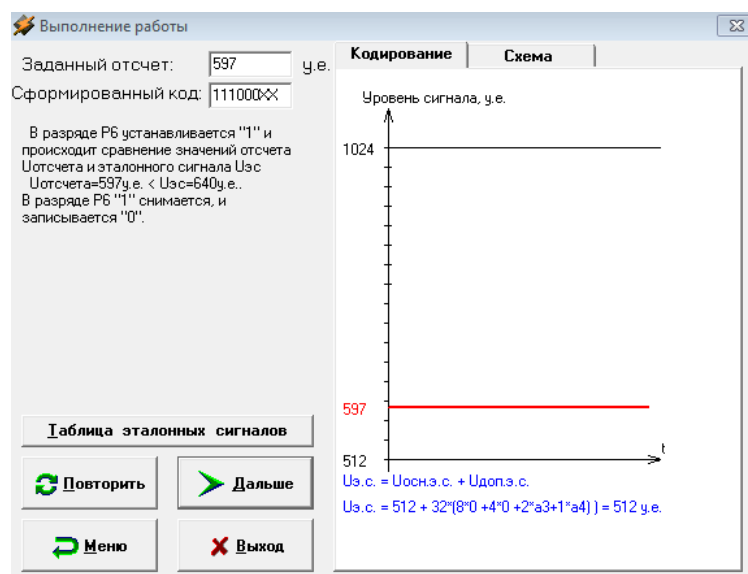 Выполнение работы
Заданный отсчет: 597 у.е.
Сформированный код: 111000XX
В разряде P6 устанавливается "1" и
происходит сравнение значений отсчета
Uотсчета и эталонного сигнала Uэс
Uотсчета=597у.е. < Uэс=640у.е..
В разряде P6 "1" снимается, и
записывается "0".
Таблица эталонных сигналов
Повторить
Дальше
Меню
Выход
Кодирование
Схема
Уровень сигнала, у.е.
1024
597
512
t
Uэ.с. = Uосн.э.с. + Uдоп.э.с.
Uэ.с. = 512 + 32*(8*0 +4*0 +2*a3+1*a4) ) = 512 у.е.